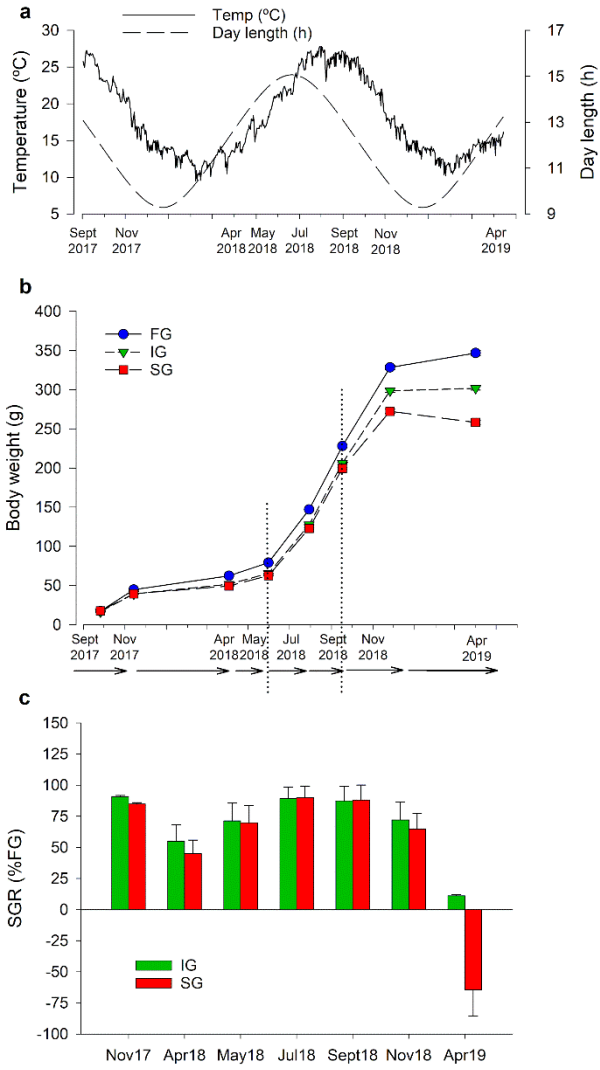 a
Temp (ºC)
Day length (h)
30
25
20
15
10
5
Temperature (ºC)
17
15
13
11
9
Day length (h)
Sept
2017
Nov
2017
Apr
2018
May
2018
Jul
2018
Sept
2018
Nov
2018
Apr
2019
b
400
350
300
250
200
150
100
50
0
Body weight (g)
FG
IG
SG
Sept
2017
Nov
2017
Apr
2018
May
2018
Jul
2018
Sept
2018
Nov
2018
Apr
2019
c
150
125
100
75
50
25
0
-25
-50
-75
-100
SGR (%FG)
IG
SG
Nov17 Apr18 May18 Jul18 Sept18 Nov18 Apr19